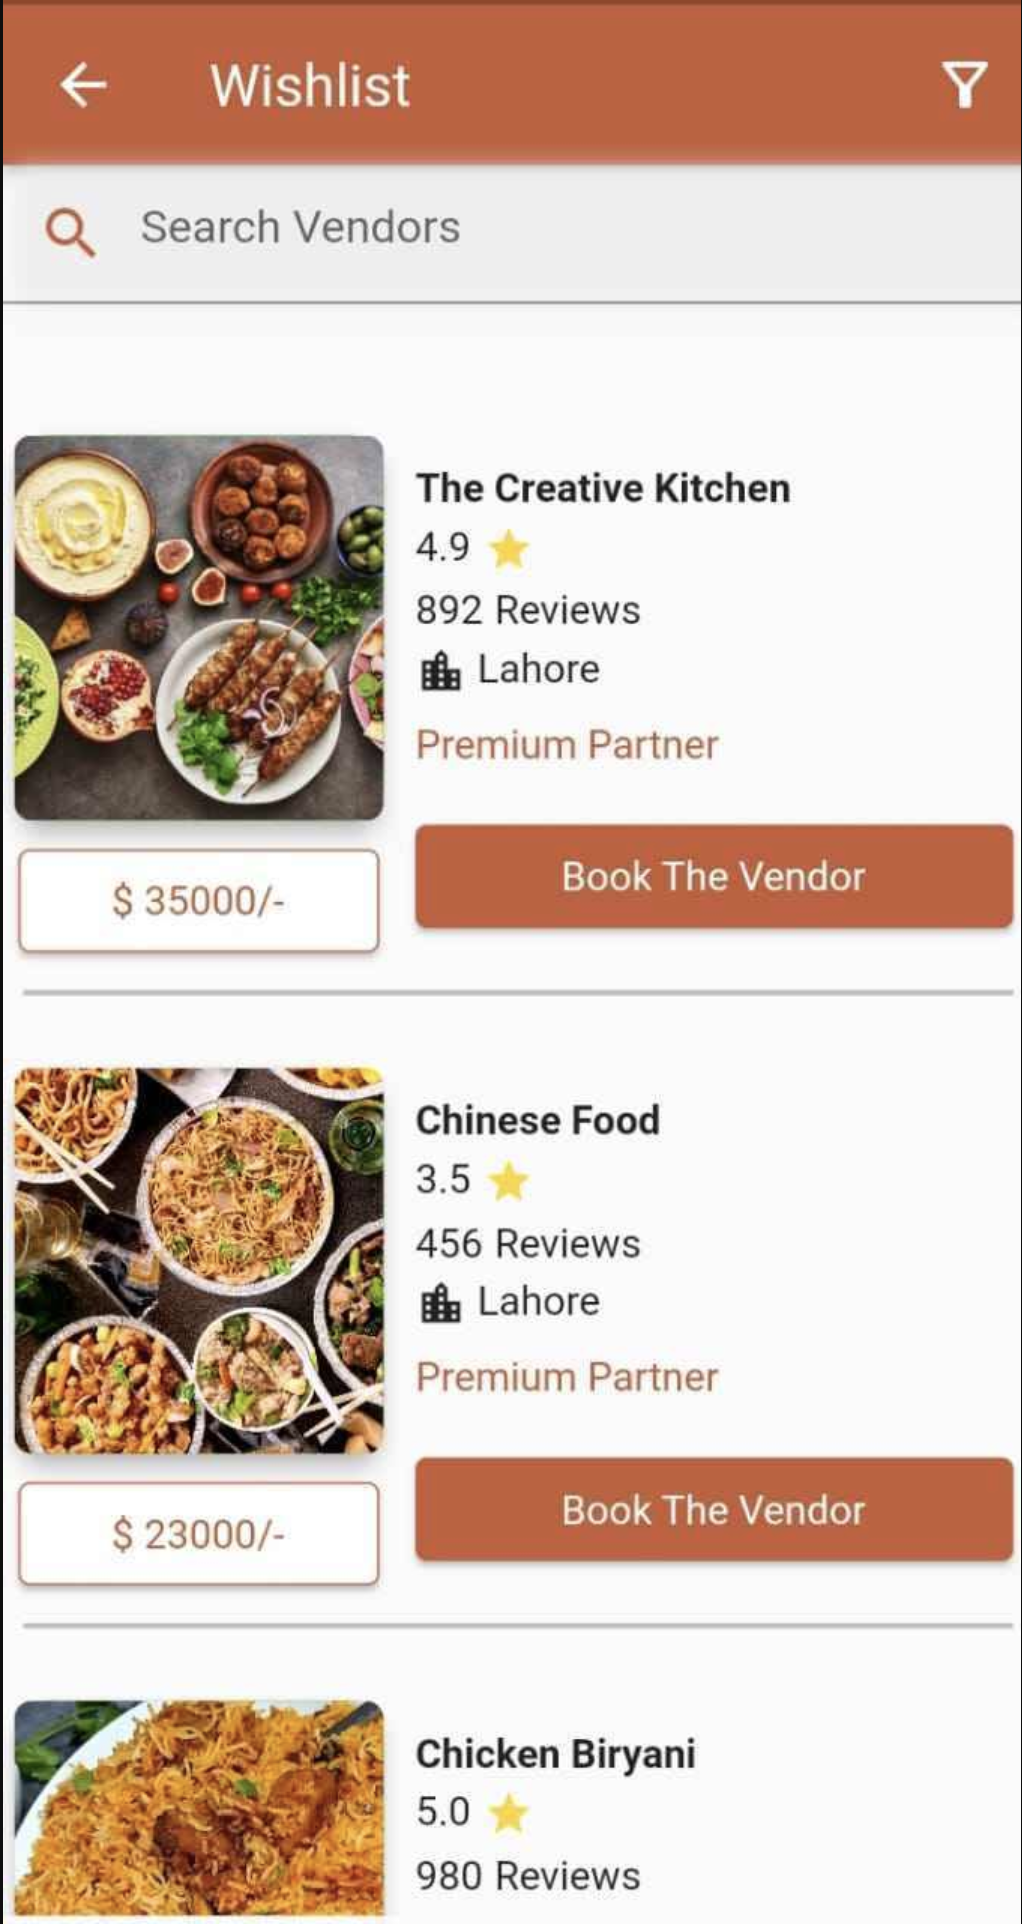 Wishlist
Search Vendors
The Creative Kitchen
4.9
892 Reviews
Lahore
Premium Partner
$ 35000/-
Book The Vendor
Chinese Food
3.5
456 Reviews
Lahore
Premium Partner
$ 23000/-
Book The Vendor
Chicken Biryani
5.0
980 Reviews